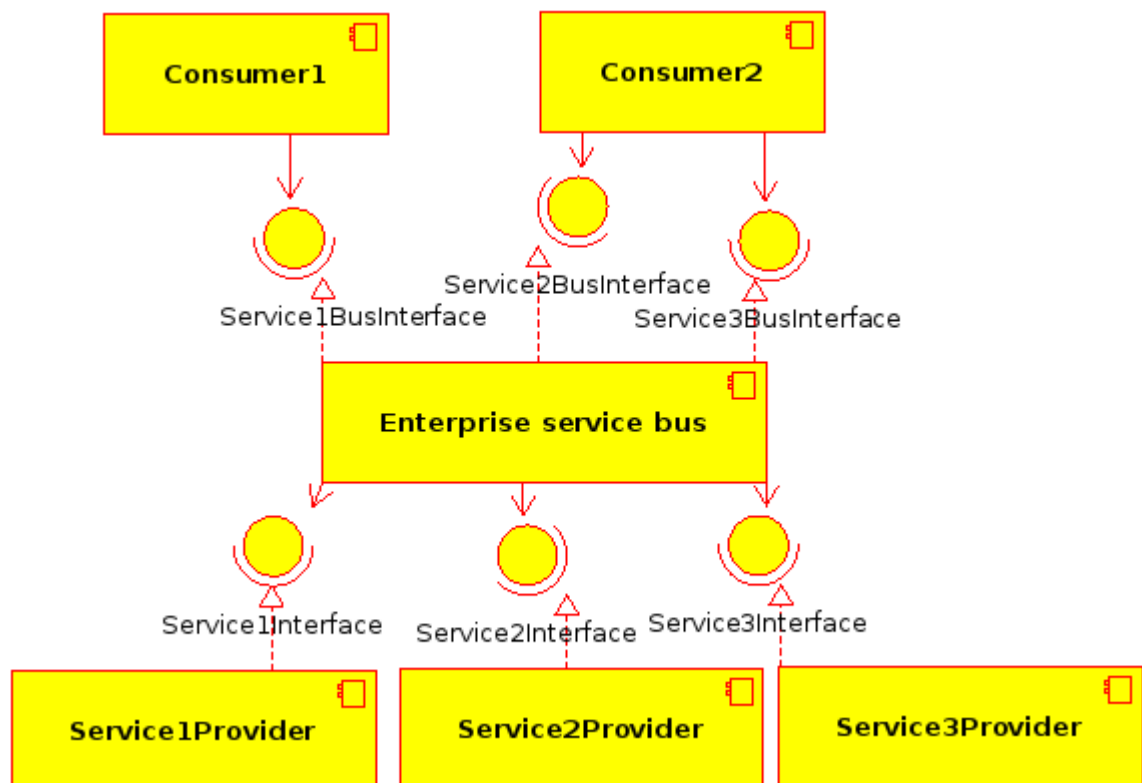 Consumer1
Consumer2
Service2BusInterface
Service1BusInterface
Service3BusInterface
Enterprise service bus
Service1Interface
Service2Interface
Service3Interface
Service1Provider
Service2Provider
Service3Provider